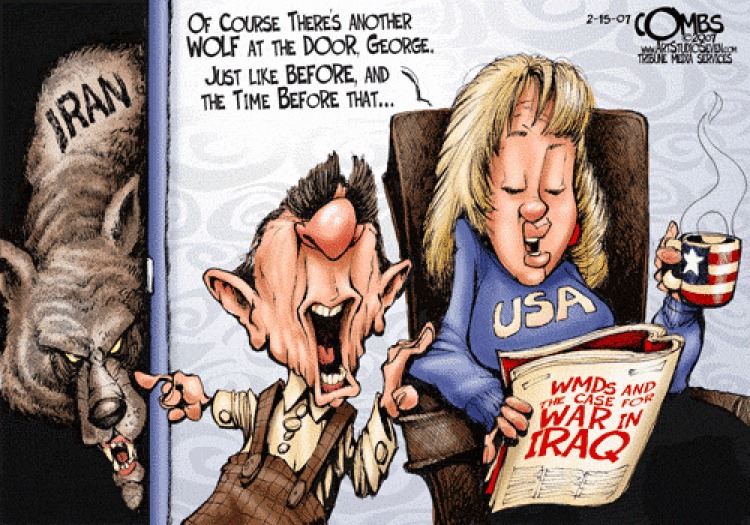 OF COURSE THERE'S ANOTHER
WOLF AT THE DOOR, GEORGE.
JUST LIKE BEFORE, AND
THE TIME BEFORE THAT...
2-15-07
COMBS
©2007
www.ARTSTUDIOSEVEN.COM
TRIBUNE MEDIA SERVICES
IRAN
USA
WMDs AND
THE CASE FOR
WAR IN
IRAQ